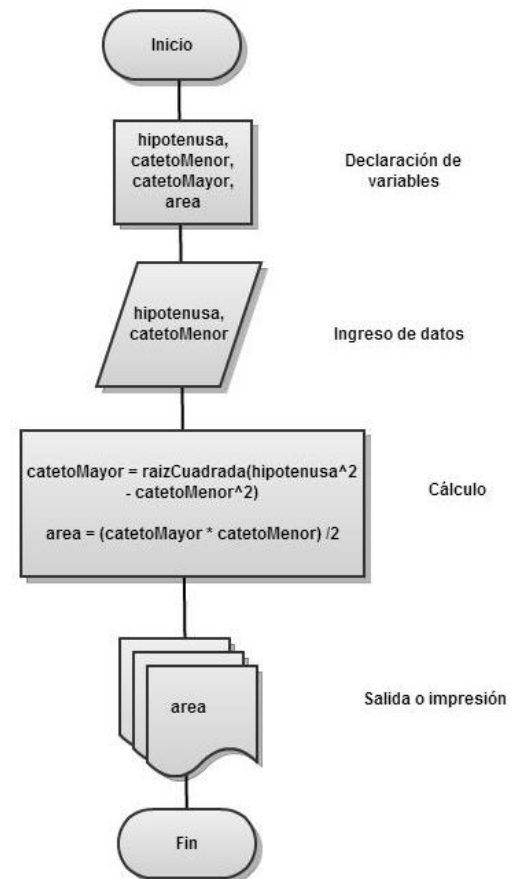 Inicio
hipotenusa,
catetoMenor,
catetoMayor,
area
Declaración de
variables
hipotenusa,
catetoMenor
Ingreso de datos
catetoMayor = raizCuadrada(hipotenusa^2
- catetoMenor^2)
area = (catetoMayor * catetoMenor) /2
Cálculo
area
Salida o impresión
Fin